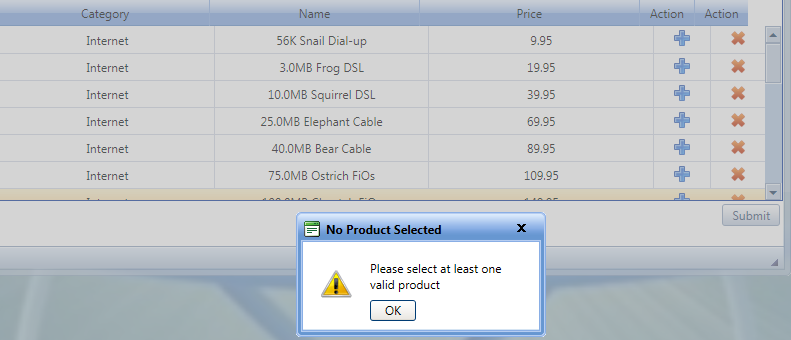 Category Name Price Action Action
Internet 56K Snail Dial-up 9.95
Internet 3.0MB Frog DSL 19.95
Internet 10.0MB Squirrel DSL 39.95
Internet 25.0MB Elephant Cable 69.95
Internet 40.0MB Bear Cable 89.95
Internet 75.0MB Ostrich FiOs 109.95
Submit
No Product Selected x
Please select at least one
valid product
OK